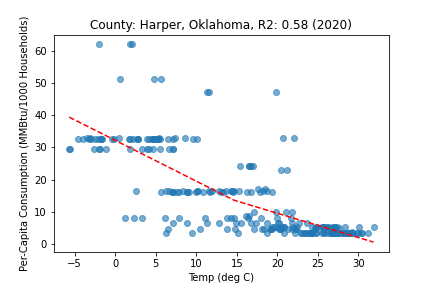 County: Harper, Oklahoma, R2: 0.58 (2020)
Per-Capita Consumption (MMBtu/1000 Households)
60
50
40
30
20
10
0
−5 0 5 10 15 20 25 30
Temp (deg C)